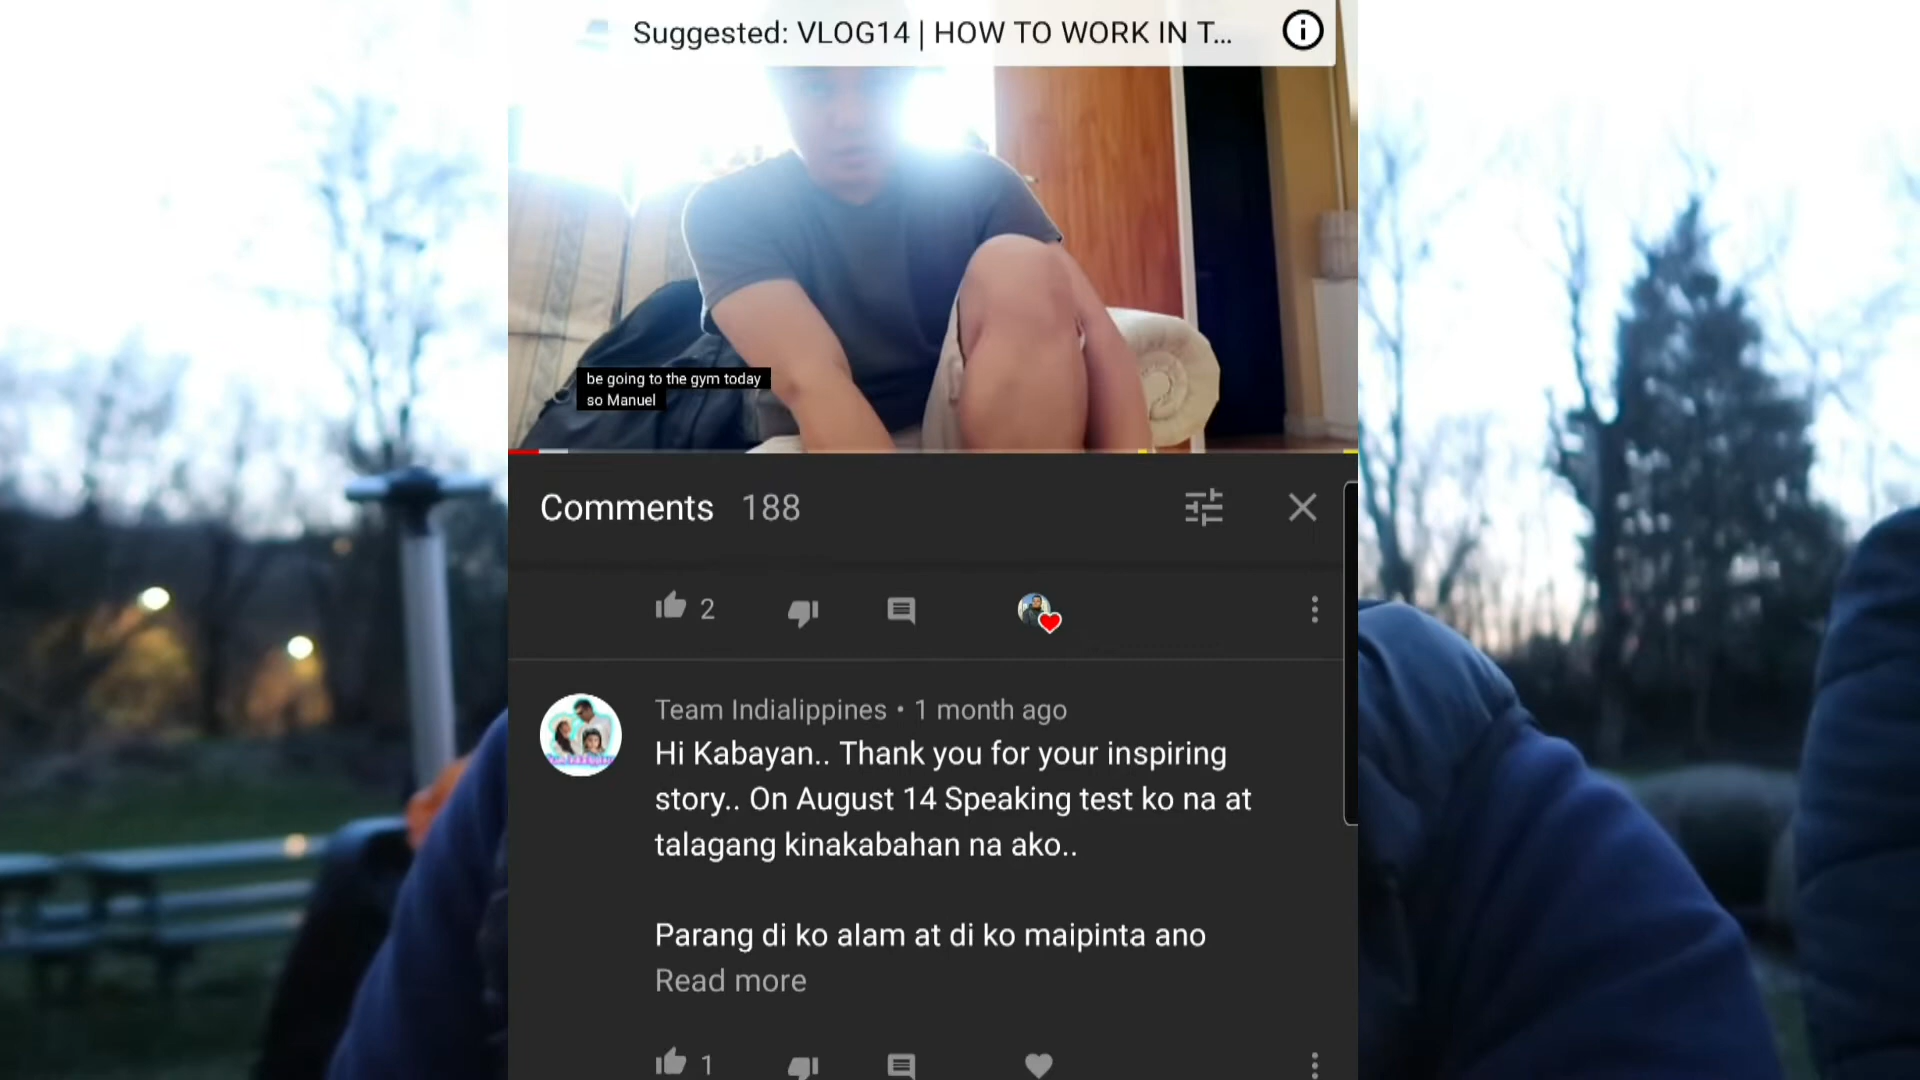 Suggested: VLOG14 | HOW TO WORK IN T...
be going to the gym today
so Manuel
Comments 188
2
Team Indialippines • 1 month ago
Hi Kabayan.. Thank you for your inspiring
story.. On August 14 Speaking test ko na at
talagang kinakabahan na ako..
Parang di ko alam at di ko maipinta ano
Read more
1